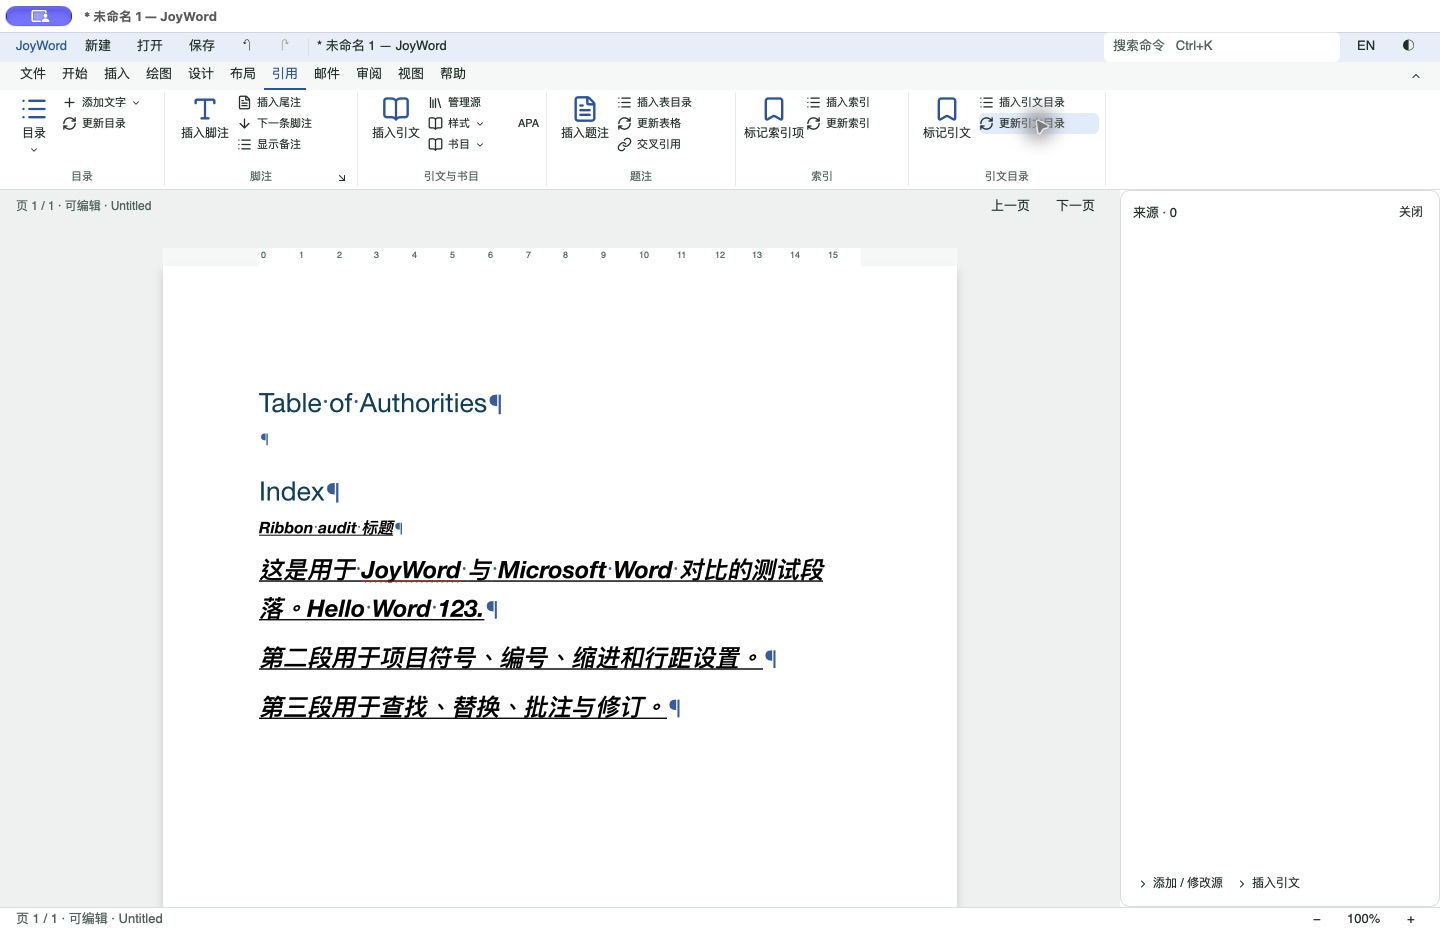 * 未命名 1 — JoyWord
JoyWord 新建 打开 保存 * 未命名 1 — JoyWord 搜索命令 Ctrl+K EN
文件 开始 插入 绘图 设计 布局 引用 邮件 审阅 视图 帮助
添加文字 插入尾注 管理源 插入表目录 插入索引 插入引文目录
更新目录 下一条脚注 样式 APA 更新表格 更新索引 更新引文目录
目录 插入脚注 插入引文 插入题注 标记索引项 标记引文
显示备注 书目 交叉引用
目录 脚注 引文与书目 题注 索引 引文目录
页 1 / 1 · 可编辑 · Untitled 上一页 下一页
来源 · 0 关闭
0 1 2 3 4 5 6 7 8 9 10 11 12 13 14 15
Table·of·Authorities¶
¶
Index¶
Ribbon·audit·标题¶
这是用于·JoyWord·与·Microsoft·Word·对比的测试段
落。Hello·Word·123.¶
第二段用于项目符号、编号、缩进和行距设置。¶
第三段用于查找、替换、批注与修订。¶
添加 / 修改源 插入引文
页 1 / 1 · 可编辑 · Untitled − 100% +